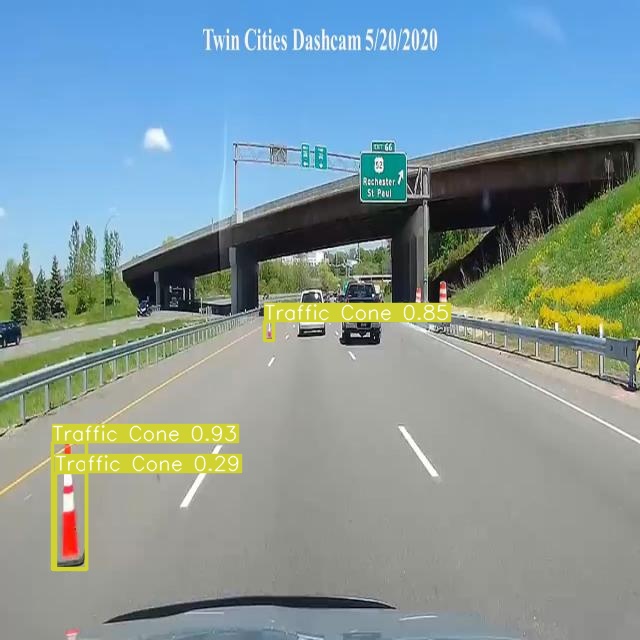 Twin Cities Dashcam 5/20/2020
EXIT 66
52
Rochester
St Paul
Traffic Cone 0.85
Traffic Cone 0.93
Traffic Cone 0.29